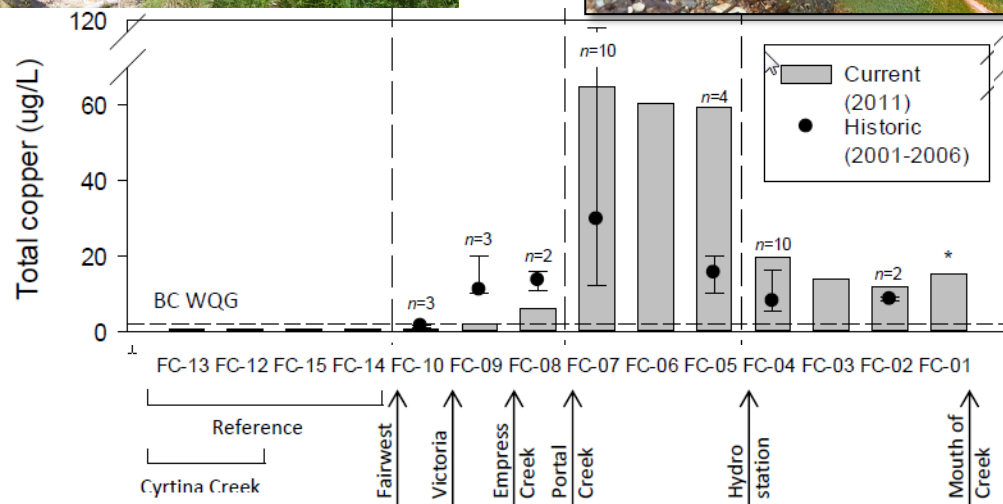 120
60
40
20
0
Total copper (ug/L)
BC WQG
n=3
n=3
n=2
n=10
n=4
n=10
n=2
*
Current
(2011)
Historic
(2001-2006)
FC-13 FC-12 FC-15 FC-14 FC-10 FC-09 FC-08 FC-07 FC-06 FC-05 FC-04 FC-03 FC-02 FC-01
Reference
Cyrtina Creek
Fairwest
Victoria
Empress
Creek
Portal
Creek
Hydro
station
Mouth of
Creek